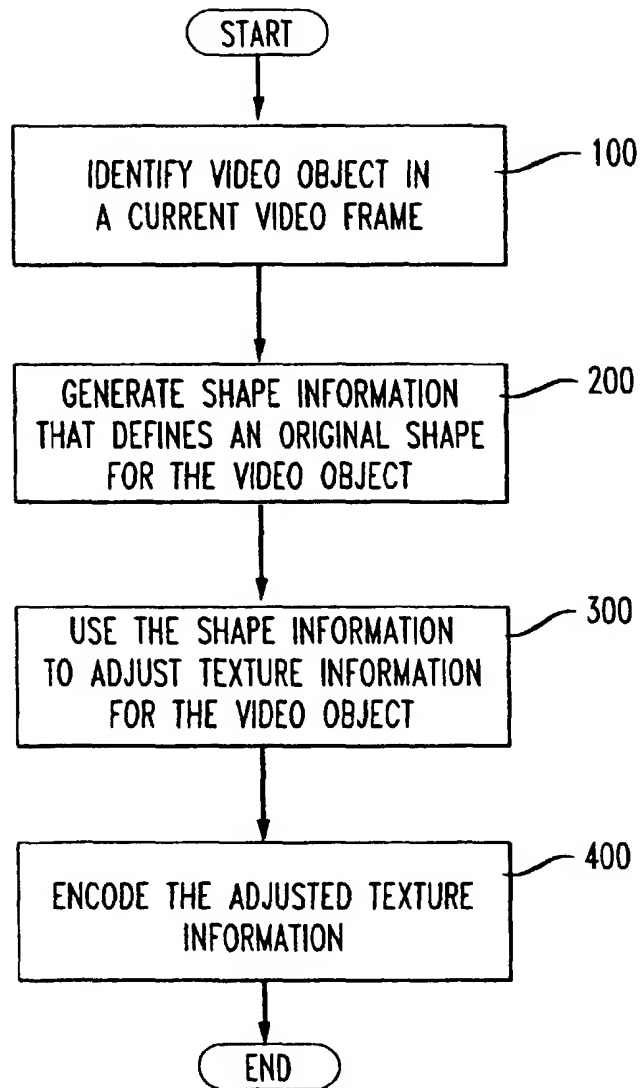 START
IDENTIFY VIDEO OBJECT IN
A CURRENT VIDEO FRAME
100
GENERATE SHAPE INFORMATION
THAT DEFINES AN ORIGINAL SHAPE
FOR THE VIDEO OBJECT
200
USE THE SHAPE INFORMATION
TO ADJUST TEXTURE INFORMATION
FOR THE VIDEO OBJECT
300
ENCODE THE ADJUSTED TEXTURE
INFORMATION
400
END